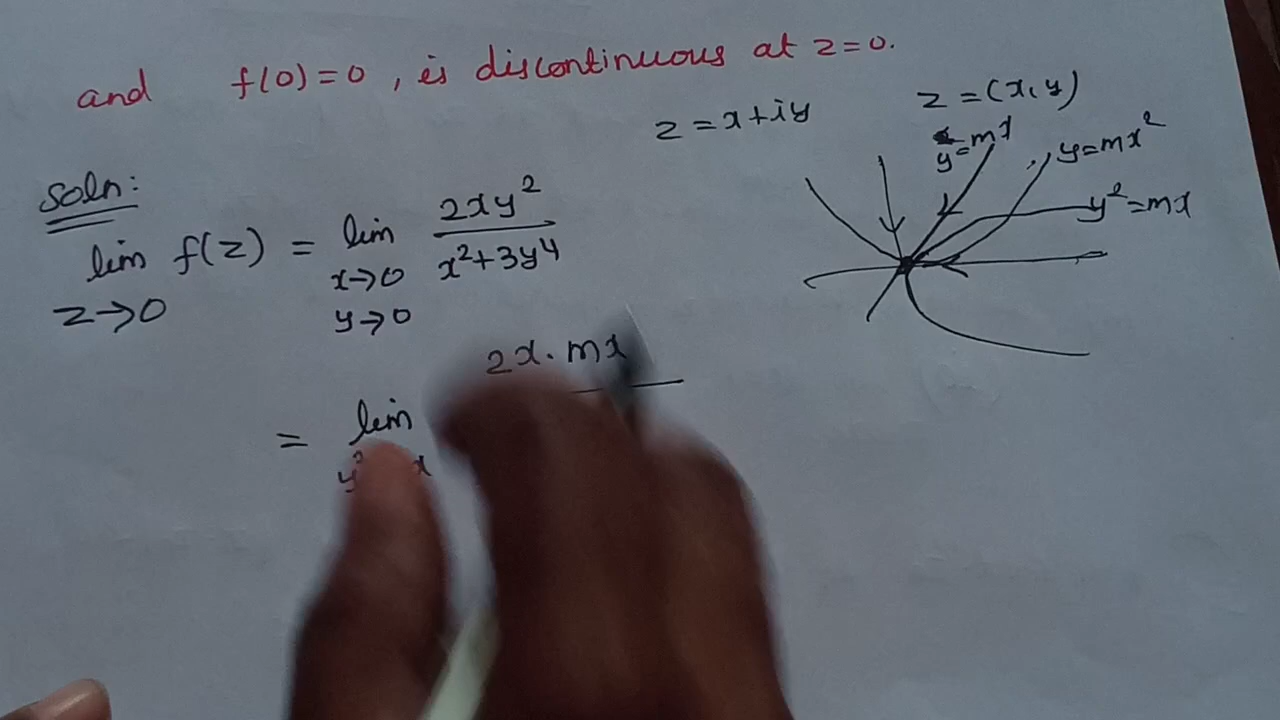 and f(0)=0, is discontinuous at z=0.
z=x+iy
z=(x,y)
y=mx
y=mx²
y²=mx
Soln:
lim f(z) = lim 2xy²
z→0 x→0 x²+3y⁴
y→0
2x.mx
= lim
y² x